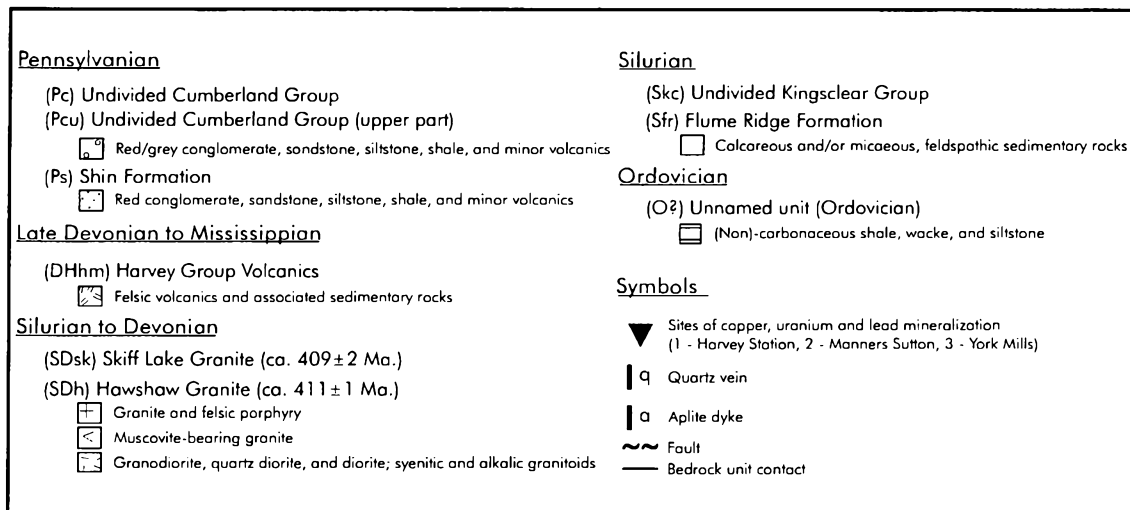 Pennsylvanian
(Pc) Undivided Cumberland Group
(Pcu) Undivided Cumberland Group (upper part)
Red/grey conglomerate, sandstone, siltstone, shale, and minor volcanics
(Ps) Shin Formation
Red conglomerate, sandstone, siltstone, shale, and minor volcanics
Late Devonian to Mississippian
(DHhm) Harvey Group Volcanics
Felsic volcanics and associated sedimentary rocks
Silurian to Devonian
(SDsk) Skiff Lake Granite (ca. 409±2 Ma.)
(SDh) Hawshaw Granite (ca. 411±1 Ma.)
Granite and felsic porphyry
Muscovite-bearing granite
Granodiorite, quartz diorite, and diorite; syenitic and alkalic granitoids
Silurian
(Skc) Undivided Kingsclear Group
(Sfr) Flume Ridge Formation
Calcareous and/or micaeous, feldspathic sedimentary rocks
Ordovician
(O?) Unnamed unit (Ordovician)
(Non)-carbonaceous shale, wacke, and siltstone
Symbols
Sites of copper, uranium and lead mineralization
(1 - Harvey Station, 2 - Manners Sutton, 3 - York Mills)
q Quartz vein
a Aplite dyke
Fault
Bedrock unit contact